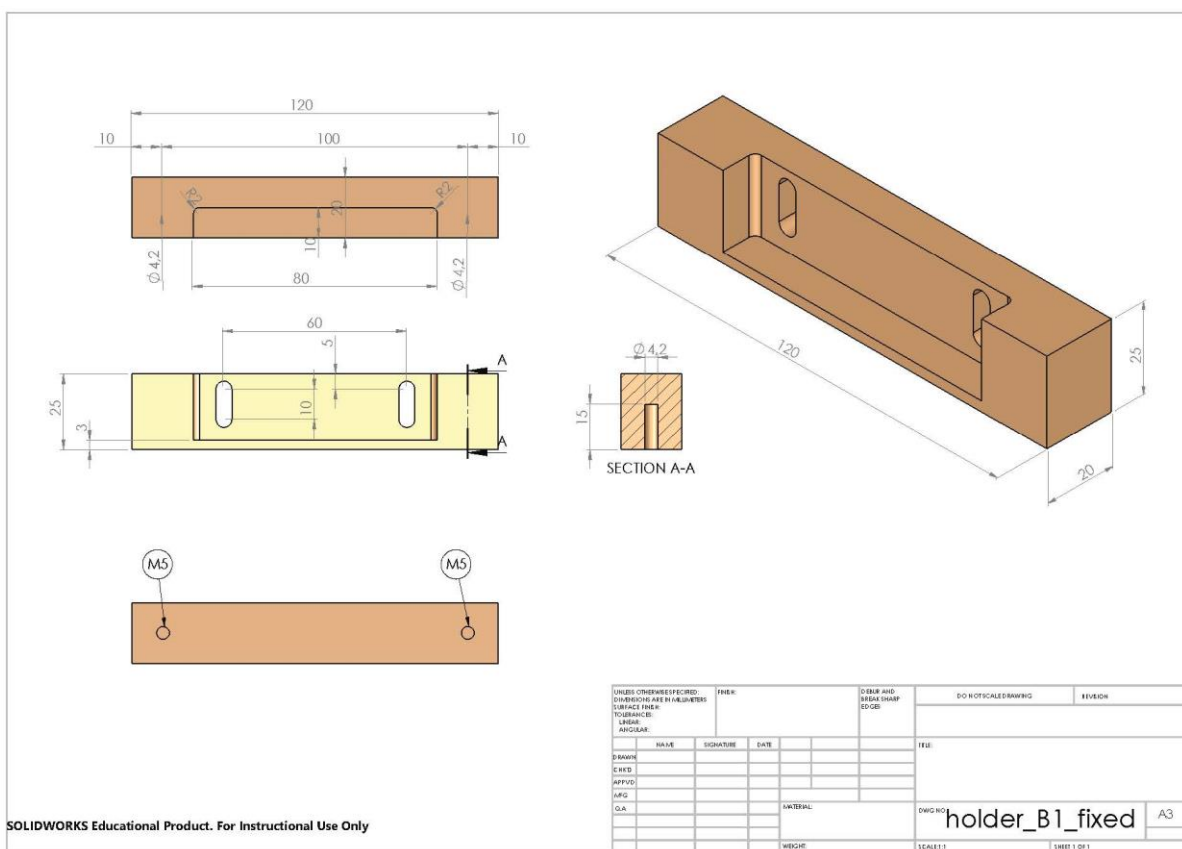 120
10
100
10
R2
R2
20
10
Ø 4,2
Ø 4,2
80
60
5
A
25
10
3
A
Ø 4,2
15
SECTION A-A
120
25
20
M5
M5
UNLESS OTHERWISE SPECIFIED:
DIMENSIONS ARE IN MILLIMETERS
SURFACE FINISH:
TOLERANCES:
LINEAR:
ANGULAR:
FINISH:
DEBUR AND
BREAK SHARP
EDGES
DO NOT SCALE DRAWING
REVISION
NAME
SIGNATURE
DATE
TITLE:
DRAWN
CHK'D
APPV'D
MFG
Q.A
MATERIAL:
DWG NO.
holder_B1_fixed
A3
WEIGHT:
SCALE:1:1
SHEET 1 OF 1
SOLIDWORKS Educational Product. For Instructional Use Only